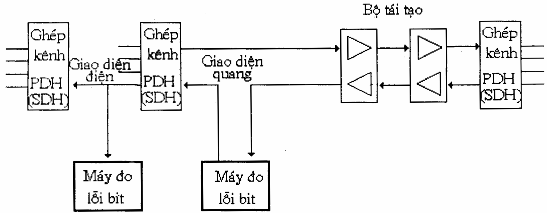 Bộ tái tạo
Ghép
kênh
PDH
(SDH)
Giao diện
điện
Ghép
kênh
PDH
(SDH)
Giao diện
quang
Ghép
kênh
PDH
(SDH)
Máy đo
lỗi bit
Máy đo
lỗi bit